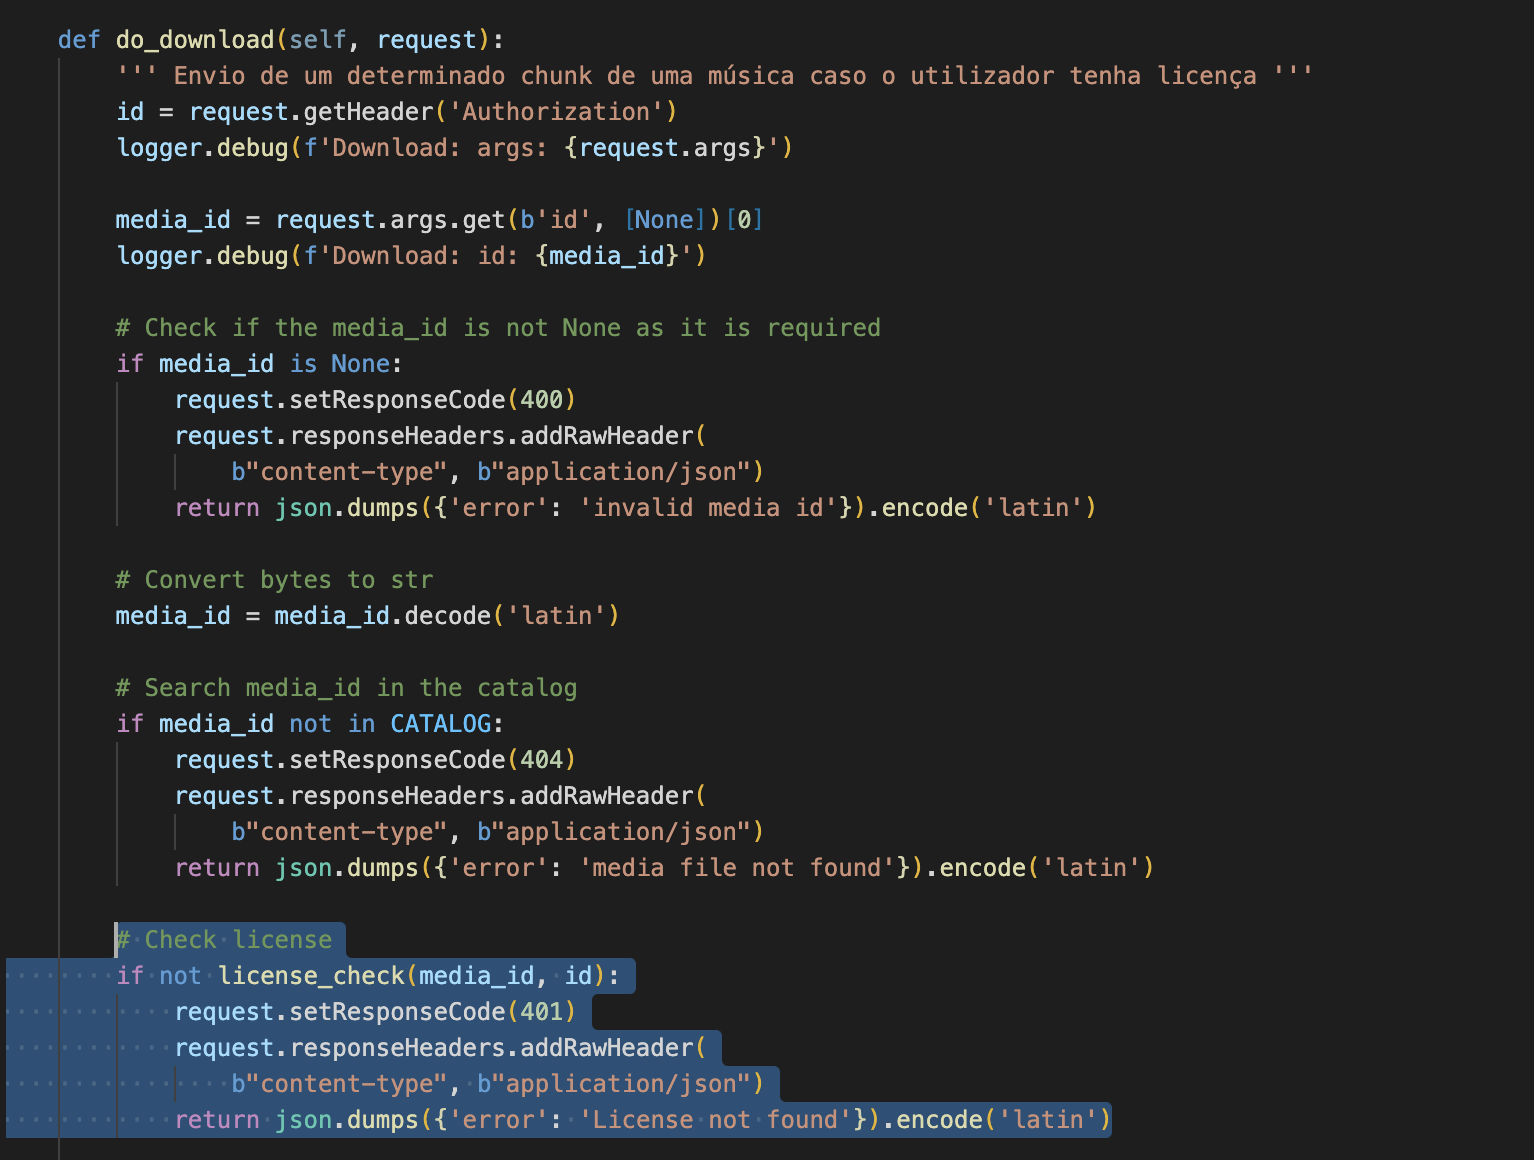 def do_download(self, request):
''' Envio de um determinado chunk de uma música caso o utilizador tenha licença '''
id = request.getHeader('Authorization')
logger.debug(f'Download: args: {request.args}')
media_id = request.args.get(b'id', [None])[0]
logger.debug(f'Download: id: {media_id}')
# Check if the media_id is not None as it is required
if media_id is None:
request.setResponseCode(400)
request.responseHeaders.addRawHeader(
b"content-type", b"application/json")
return json.dumps({'error': 'invalid media id'}).encode('latin')
# Convert bytes to str
media_id = media_id.decode('latin')
# Search media_id in the catalog
if media_id not in CATALOG:
request.setResponseCode(404)
request.responseHeaders.addRawHeader(
b"content-type", b"application/json")
return json.dumps({'error': 'media file not found'}).encode('latin')
# Check license
if not license_check(media_id, id):
request.setResponseCode(401)
request.responseHeaders.addRawHeader(
b"content-type", b"application/json")
return json.dumps({'error': 'License not found'}).encode('latin')